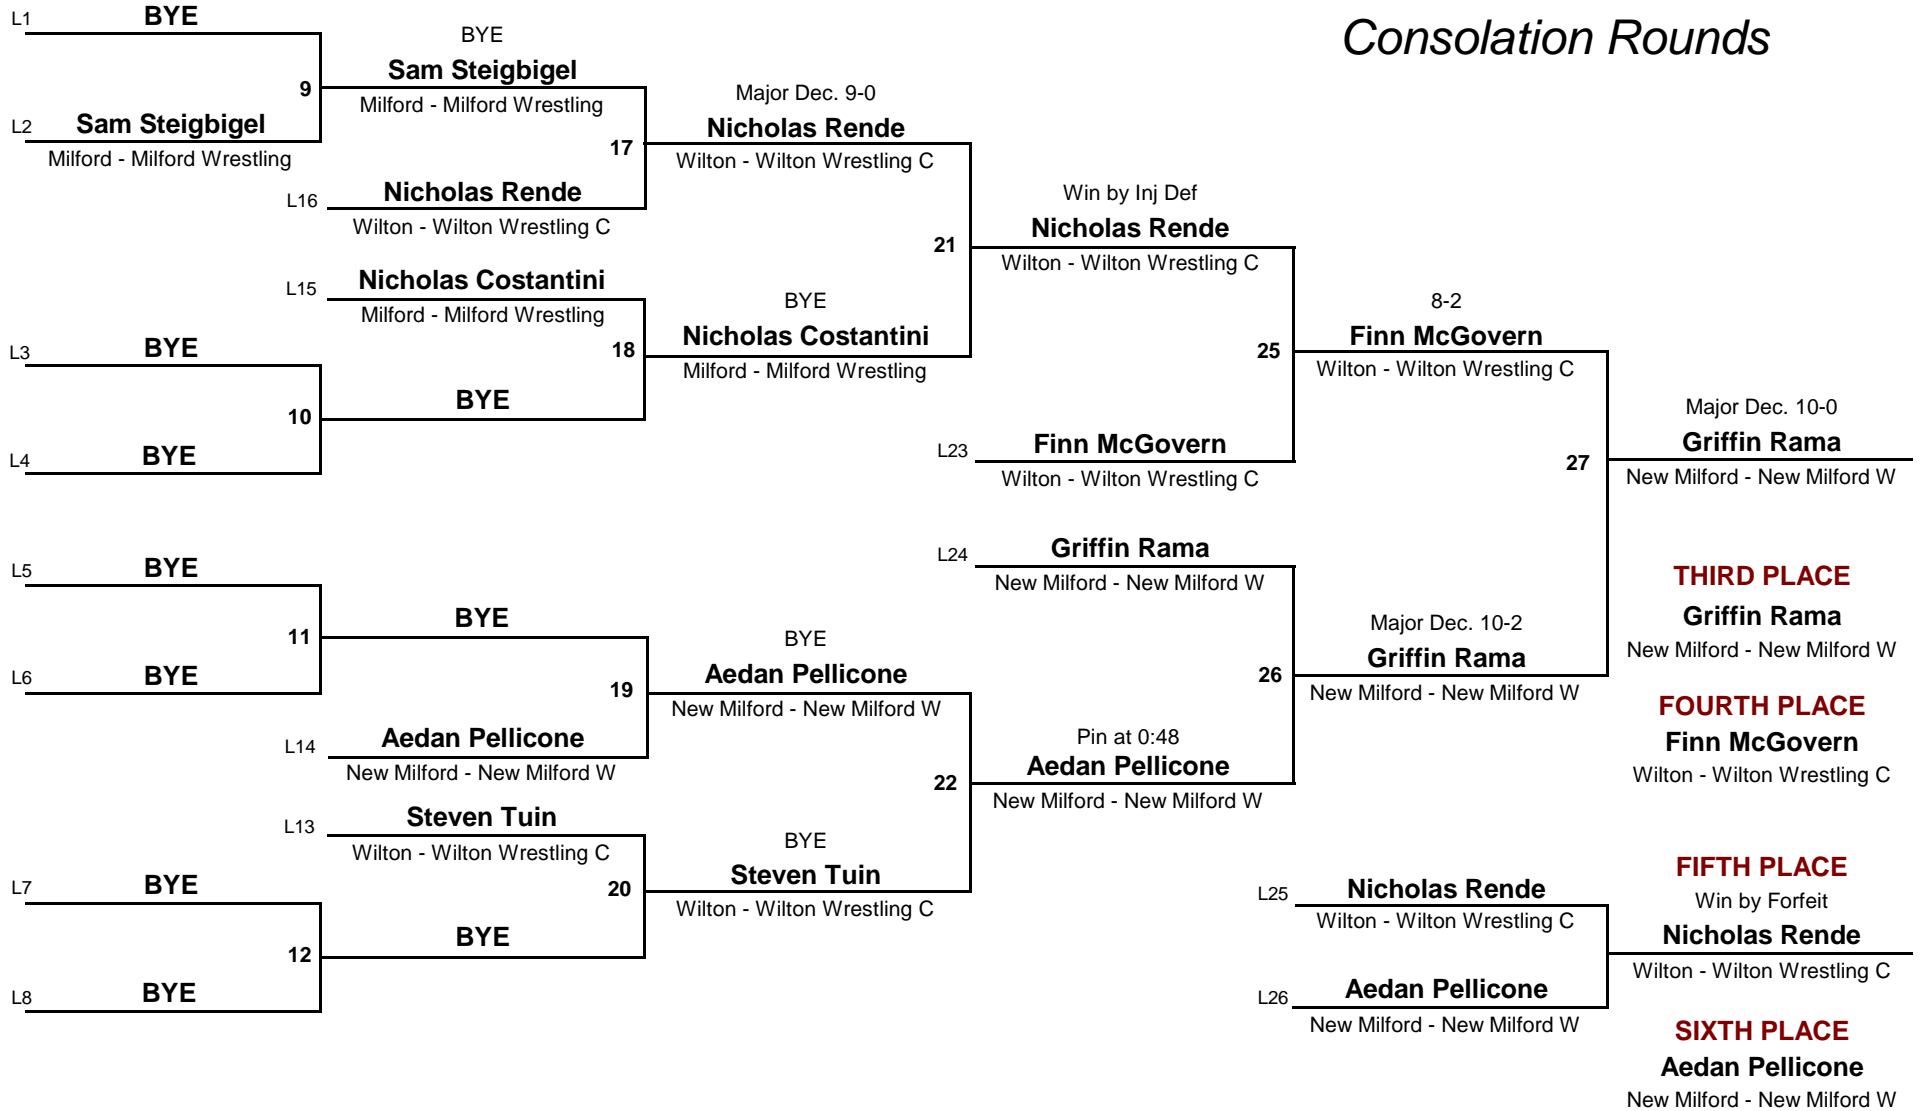 Consolation Rounds
L1
BYE
L2
Sam Steigbigel
Milford - Milford Wrestling
9
BYE
Sam Steigbigel
Milford - Milford Wrestling
L16
Nicholas Rende
Wilton - Wilton Wrestling C
17
Major Dec. 9-0
Nicholas Rende
Wilton - Wilton Wrestling C
L15
Nicholas Costantini
Milford - Milford Wrestling
L3
BYE
L4
BYE
10
BYE
18
BYE
Nicholas Costantini
Milford - Milford Wrestling
21
Win by Inj Def
Nicholas Rende
Wilton - Wilton Wrestling C
L23
Finn McGovern
Wilton - Wilton Wrestling C
25
8-2
Finn McGovern
Wilton - Wilton Wrestling C
L5
BYE
L6
BYE
11
BYE
L14
Aedan Pellicone
New Milford - New Milford W
19
BYE
Aedan Pellicone
New Milford - New Milford W
L13
Steven Tuin
Wilton - Wilton Wrestling C
L7
BYE
L8
BYE
12
BYE
20
BYE
Steven Tuin
Wilton - Wilton Wrestling C
22
Pin at 0:48
Aedan Pellicone
New Milford - New Milford W
L24
Griffin Rama
New Milford - New Milford W
26
Major Dec. 10-2
Griffin Rama
New Milford - New Milford W
27
Major Dec. 10-0
Griffin Rama
New Milford - New Milford W
THIRD PLACE
Griffin Rama
New Milford - New Milford W
FOURTH PLACE
Finn McGovern
Wilton - Wilton Wrestling C
L25
Nicholas Rende
Wilton - Wilton Wrestling C
L26
Aedan Pellicone
New Milford - New Milford W
FIFTH PLACE
Win by Forfeit
Nicholas Rende
Wilton - Wilton Wrestling C
SIXTH PLACE
Aedan Pellicone
New Milford - New Milford W